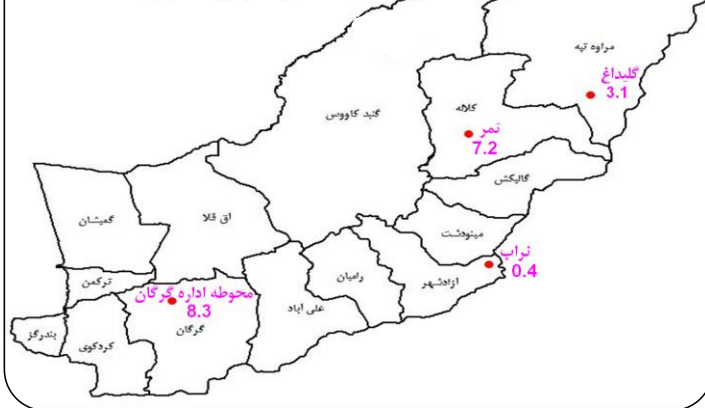 مراوه تپه
گلیداغ
3.1
کلاله
تمر
7.2
گنبد کاووس
گالیکش
گمیشان
اق قلا
مینودشت
نراب
0.4
ترکمن
رامیان
ازادشهر
محوطه اداره گرگان
8.3
علی اباد
گرگان
بندرگز
کردکوی